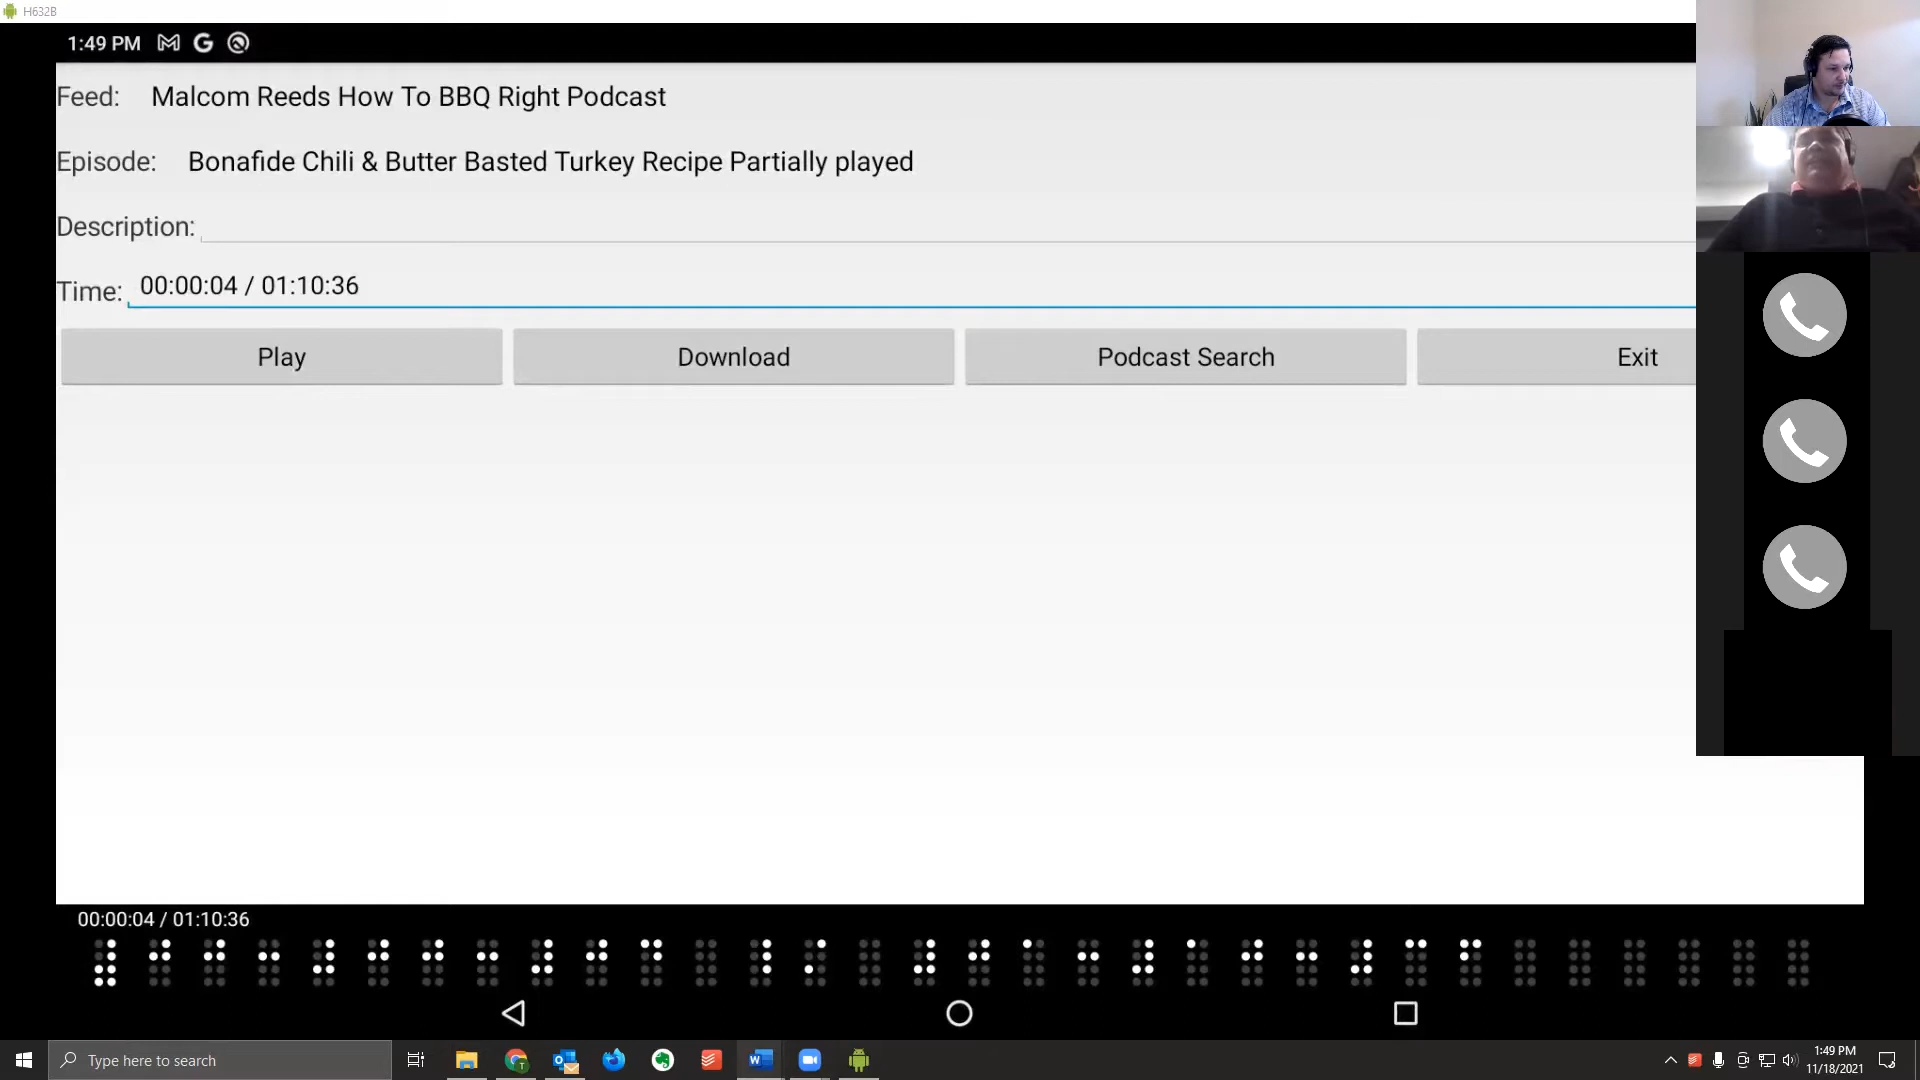 H632B
1:49 PM
Feed: Malcom Reeds How To BBQ Right Podcast
Episode: Bonafide Chili & Butter Basted Turkey Recipe Partially played
Description:
Time: 00:00:04 / 01:10:36
Play Download Podcast Search Exit
00:00:04 / 01:10:36
⣦⠚⠚⠒⠬⠚⠚⠒⠬⠚⠉⠀⠸⠌⠀⠬⠚⠁⠒⠬⠁⠚⠒⠬⠉⠋
Type here to search
1:49 PM
11/18/2021